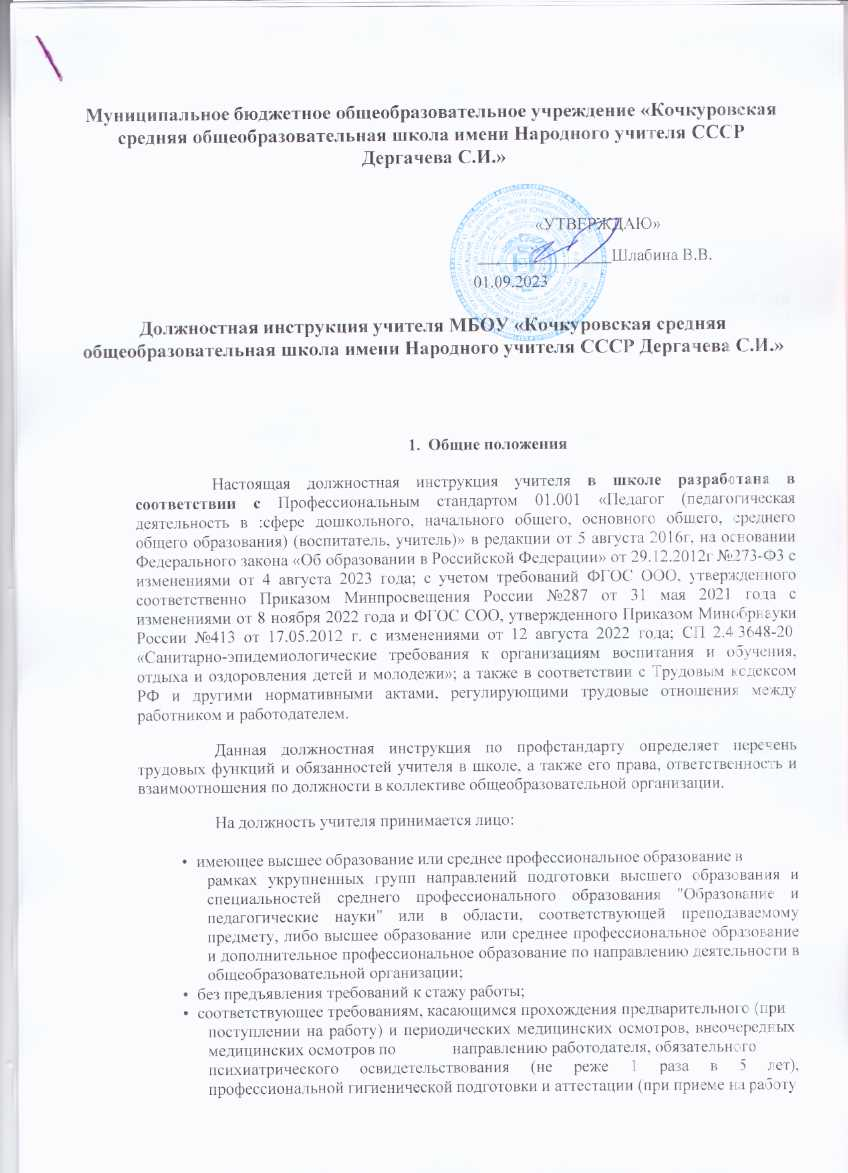 Муниципальное бюджетное общеобразовательное учреждение «Кочкуровская
средняя общеобразовательная школа имени Народного учителя СССР
Дергачева С.И.»
«УТВЕРЖДАЮ»
Шлабина В.В.
01.09.2023
Должностная инструкция учителя МБОУ «Кочкуровская средняя
общеобразовательная школа имени Народного учителя СССР Дергачева С.И.»
1. Общие положения
Настоящая должностная инструкция учителя в школе разработана в
соответствии с Профессиональным стандартом 01.001 «Педагог (педагогическая
деятельность в :сфере дошкольного, начального общего, основного общего, среднего
общего образования) (воспитатель, учитель)» в редакции от 5 августа 2016г, на основании
Федерального закона «Об образовании в Российской Федерации» от 29.12.2012г №273-ФЗ с
изменениями от 4 августа 2023 года; с учетом требований ФГОС ООО, утвержденного
соответственно Приказом Минпросвещения России №287 от 31 мая 2021 года с
изменениями от 8 ноября 2022 года и ФГОС СОО, утвержденного Приказом Минобрнауки
России №413 от 17.05.2012 г. с изменениями от 12 августа 2022 года; СП 2.4.3648-20
«Санитарно-эпидемиологические требования к организациям воспитания и обучения,
отдыха и оздоровления детей и молодежи»; а также в соответствии с Трудовым кодексом
РФ и другими нормативными актами, регулирующими трудовые отношения между
работником и работодателем.
Данная должностная инструкция по профстандарту определяет перечень
трудовых функций и обязанностей учителя в школе, а также его права, ответственность и
взаимоотношения по должности в коллективе общеобразовательной организации.
На должность учителя принимается лицо:
• имеющее высшее образование или среднее профессиональное образование в
рамках укрупненных групп направлений подготовки высшего образования и
специальностей среднего профессионального образования "Образование и
педагогические науки" или в области, соответствующей преподаваемому
предмету, либо высшее образование или среднее профессиональное образование
и дополнительное профессиональное образование по направлению деятельности в
общеобразовательной организации;
• без предъявления требований к стажу работы;
• соответствующее требованиям, касающимся прохождения предварительного (при
поступлении на работу) и периодических медицинских осмотров, внеочередных
медицинских осмотров по направлению работодателя, обязательного
психиатрического освидетельствования (не реже 1 раза в 5 лет),
профессиональной гигиенической подготовки и аттестации (при приеме на работу